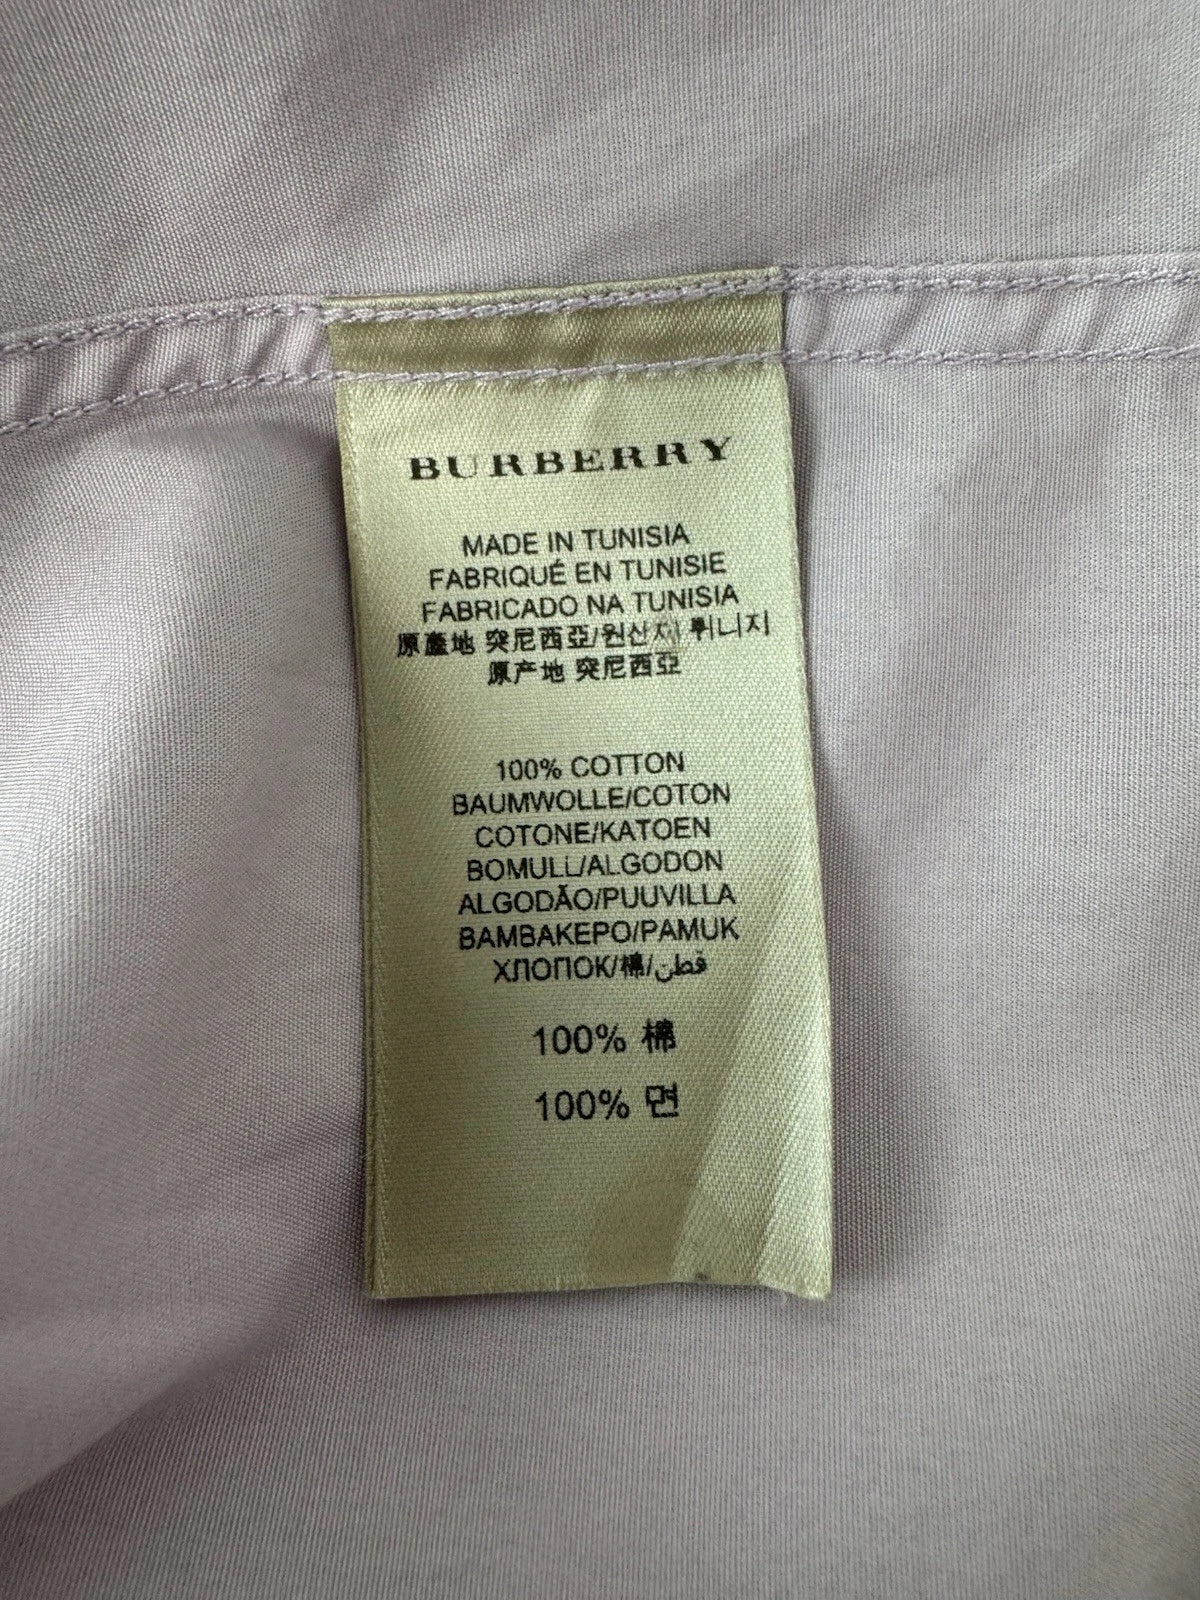 BURBERRY
MADE IN TUNISIA
FABRIQUÉ EN TUNISIE
FABRICADO NA TUNISIA
原產地 突尼西亞/원산지 튀니지
原产地 突尼西亞
100% COTTON
BAUMWOLLE/COTON
COTONE/KATOEN
BOMULL/ALGODON
ALGODÃO/PUUVILLA
BAMBAKEPO/PAMUK
ХЛОПОК/棉/قطن
100% 棉
100% 면